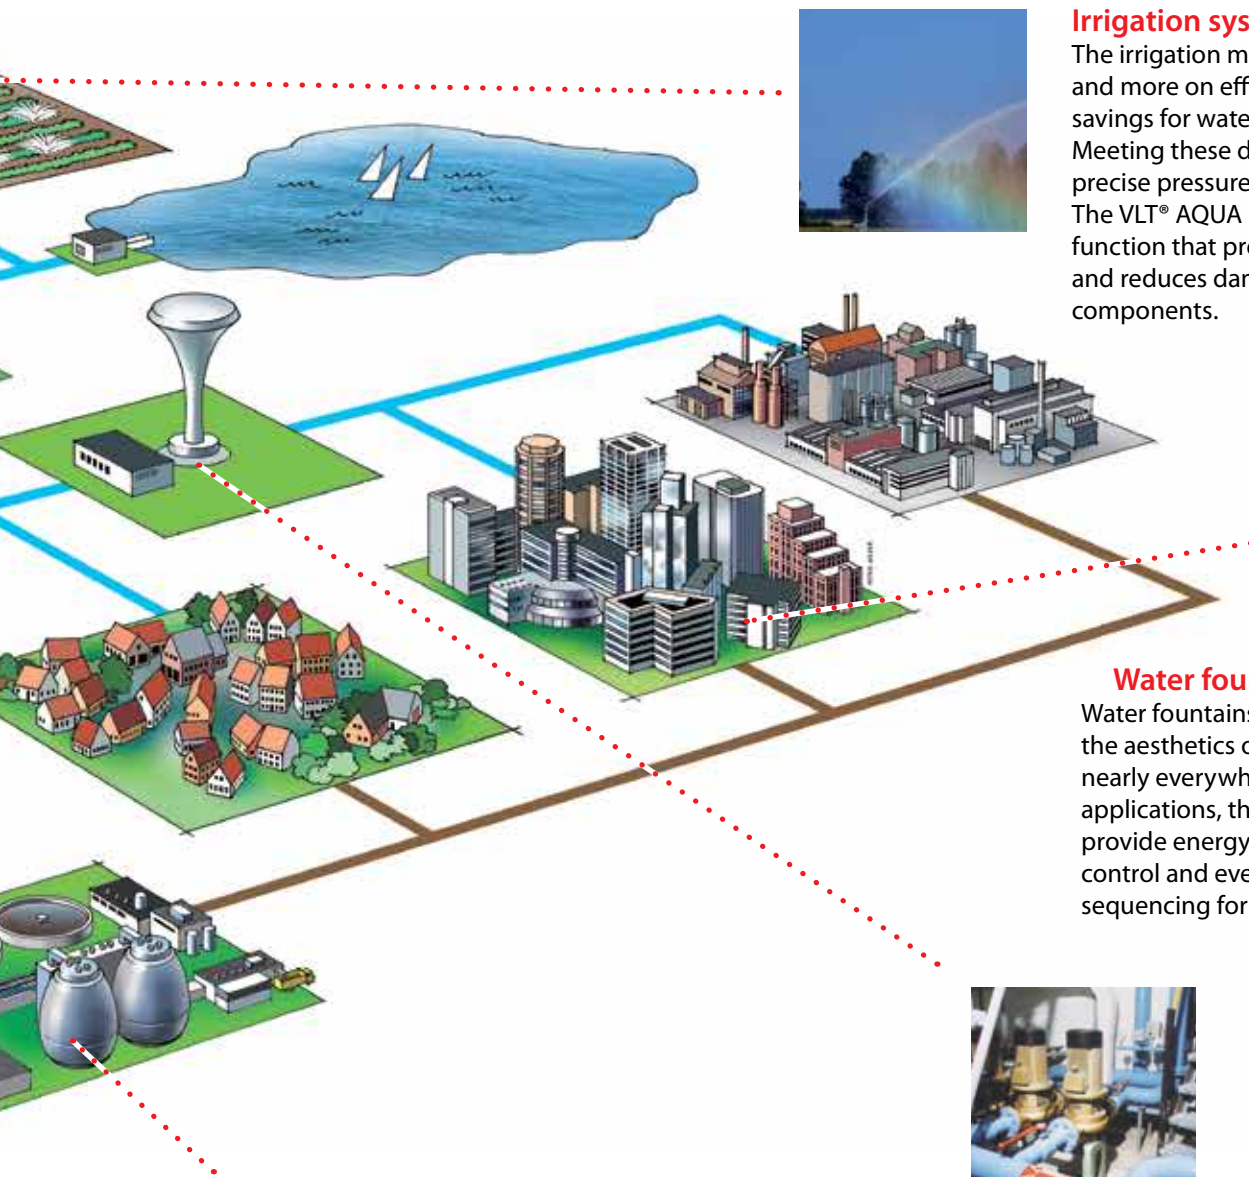 Irrigation sys
The irrigation m
and more on eff
savings for wate
Meeting these d
precise pressure
The VLT® AQUA
function that pr
and reduces dar
components.
Water fou
Water fountains
the aesthetics o
nearly everywh
applications, th
provide energy
control and eve
sequencing for